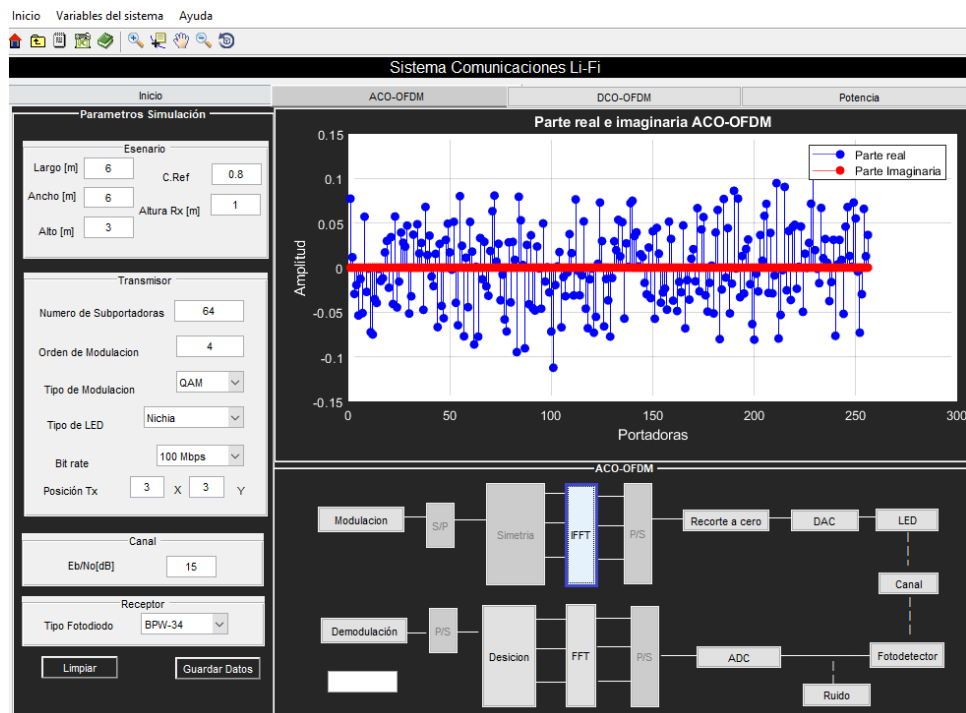 Inicio Variables del sistema Ayuda
Sistema Comunicaciones Li-Fi
Inicio ACO-OFDM DCO-OFDM Potencia
Parametros Simulación
Esenario
Largo [m] 6 C.Ref 0.8
Ancho [m] 6 Altura Rx [m] 1
Alto [m] 3
Transmisor
Numero de Subportadoras 64
Orden de Modulacion 4
Tipo de Modulacion QAM
Tipo de LED Nichia
Bit rate 100 Mbps
Posición Tx 3 X 3 Y
Canal
Eb/No[dB] 15
Receptor
Tipo Fotodiodo BPW-34
Limpiar Guardar Datos
Parte real e imaginaria ACO-OFDM
Parte real
Parte Imaginaria
Amplitud
0.15
0.1
0.05
0
-0.05
-0.1
-0.15
0 50 100 150 200 250 300
Portadoras
ACO-OFDM
Modulacion S/P Simetria IFFT P/S Recorte a cero DAC LED
Canal
Demodulación P/S Desicion FFT P/S ADC Fotodetector
Ruido